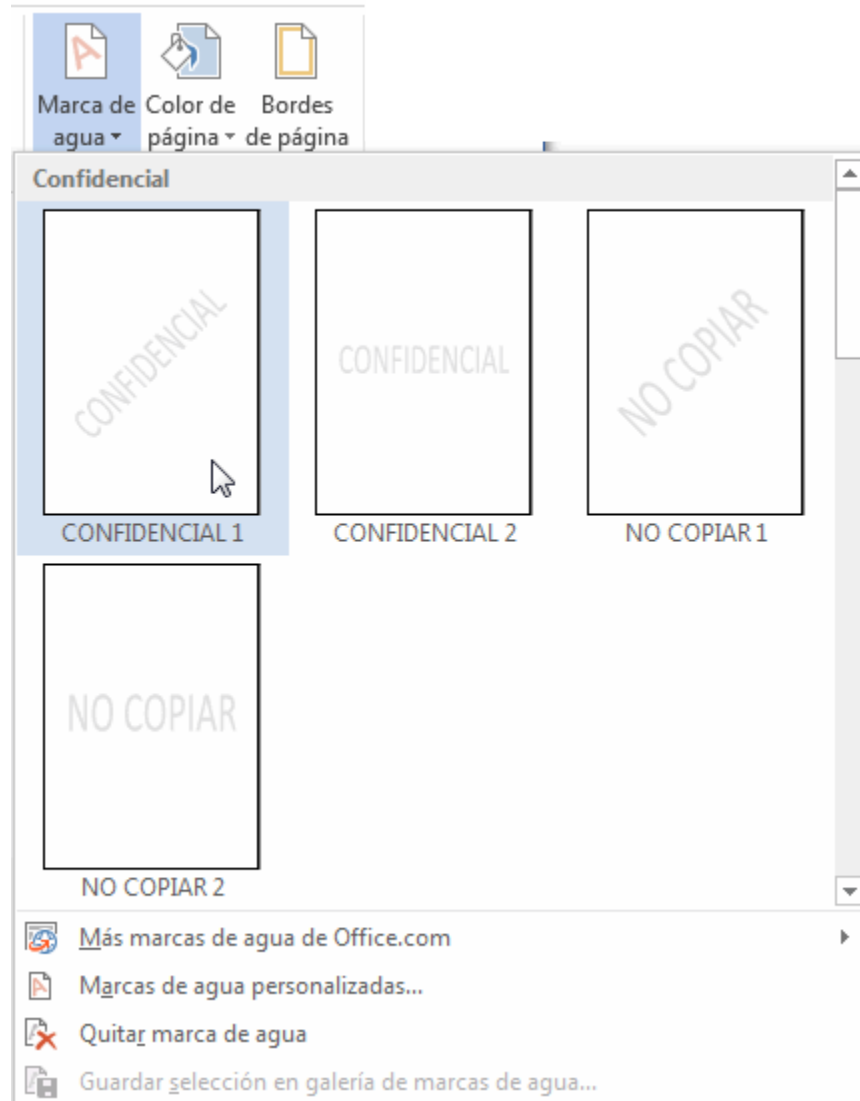 Marca de agua
Color de página
Bordes de página
Confidencial
CONFIDENCIAL
CONFIDENCIAL
NO COPIAR
CONFIDENCIAL 1
CONFIDENCIAL 2
NO COPIAR 1
NO COPIAR
NO COPIAR 2
Más marcas de agua de Office.com
Marcas de agua personalizadas...
Quitar marca de agua
Guardar selección en galería de marcas de agua...